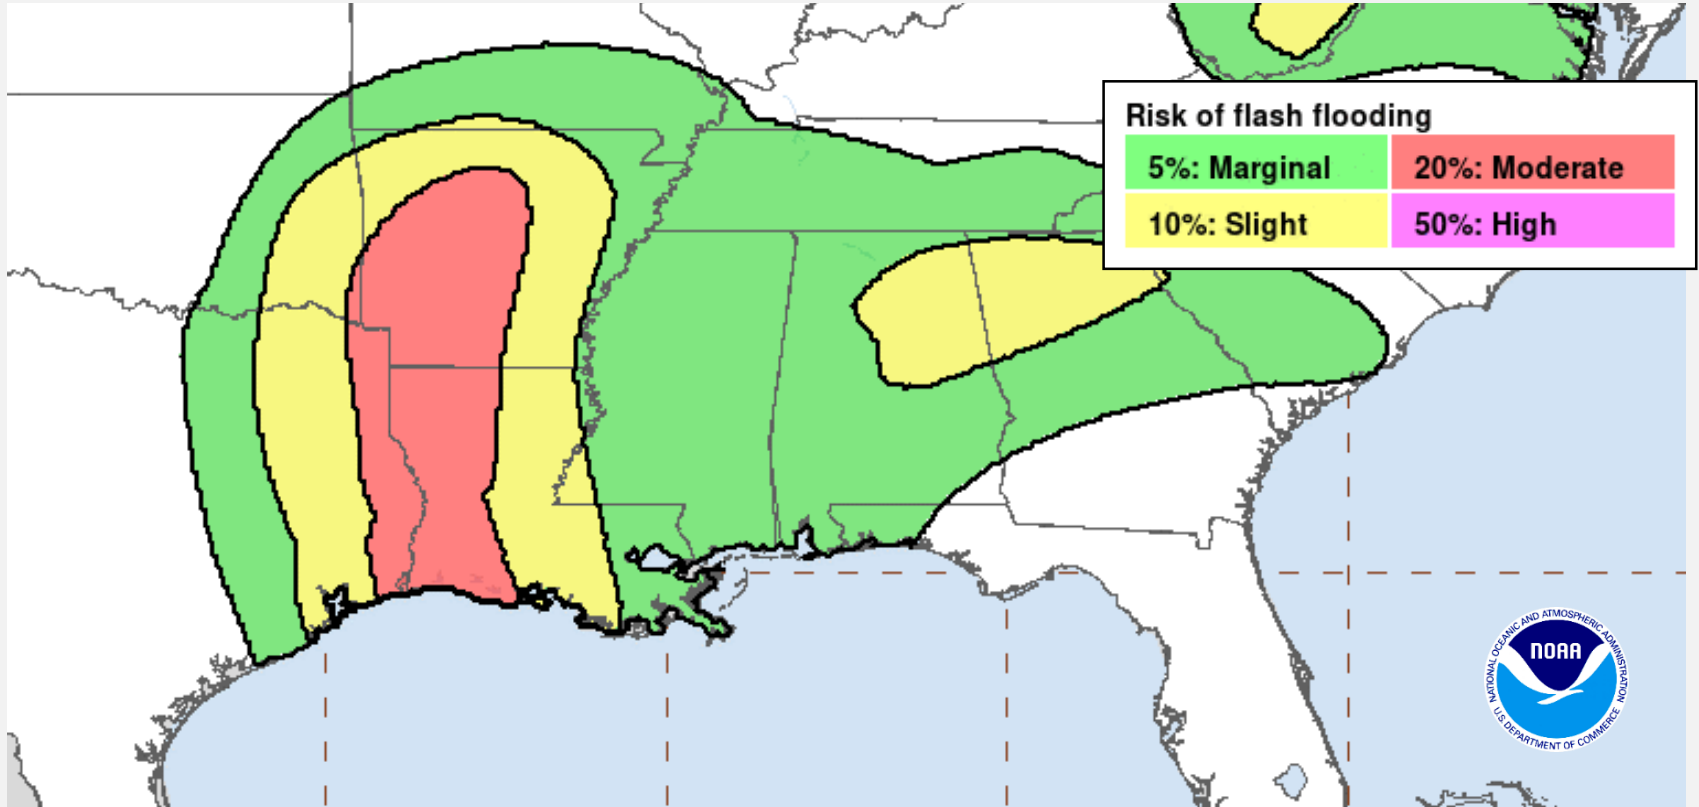 Risk of flash flooding
5%: Marginal
20%: Moderate
10%: Slight
50%: High
NATIONAL OCEANIC AND ATMOSPHERIC ADMINISTRATION
NOAA
U.S. DEPARTMENT OF COMMERCE